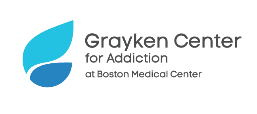 Grayken Center
for Addiction
at Boston Medical Center